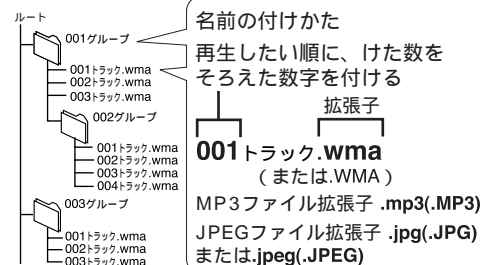 ルート
001グループ
001トラック.wma
002トラック.wma
003トラック.wma
002グループ
001トラック.wma
002トラック.wma
003トラック.wma
004トラック.wma
003グループ
001トラック.wma
002トラック.wma
003トラック.wma
名前の付けかた
再生したい順に、けた数を
そろえた数字を付ける
拡張子
001トラック.wma
(または.WMA)
MP3ファイル拡張子 .mp3(.MP3)
JPEGファイル拡張子 .jpg(.JPG)
または.jpeg(.JPEG)